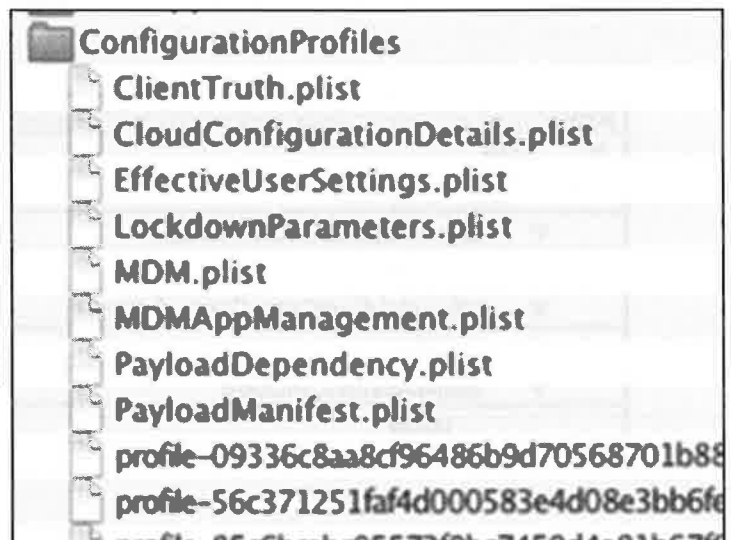 ConfigurationProfiles
ClientTruth.plist
CloudConfigurationDetails.plist
EffectiveUserSettings.plist
LockdownParameters.plist
MDM.plist
MDMAppManagement.plist
PayloadDependency.plist
PayloadManifest.plist
profile-09336c8aa8cf96486b9d70568701b88
profile-56c371251faf4d000583e4d08e3bb6fe